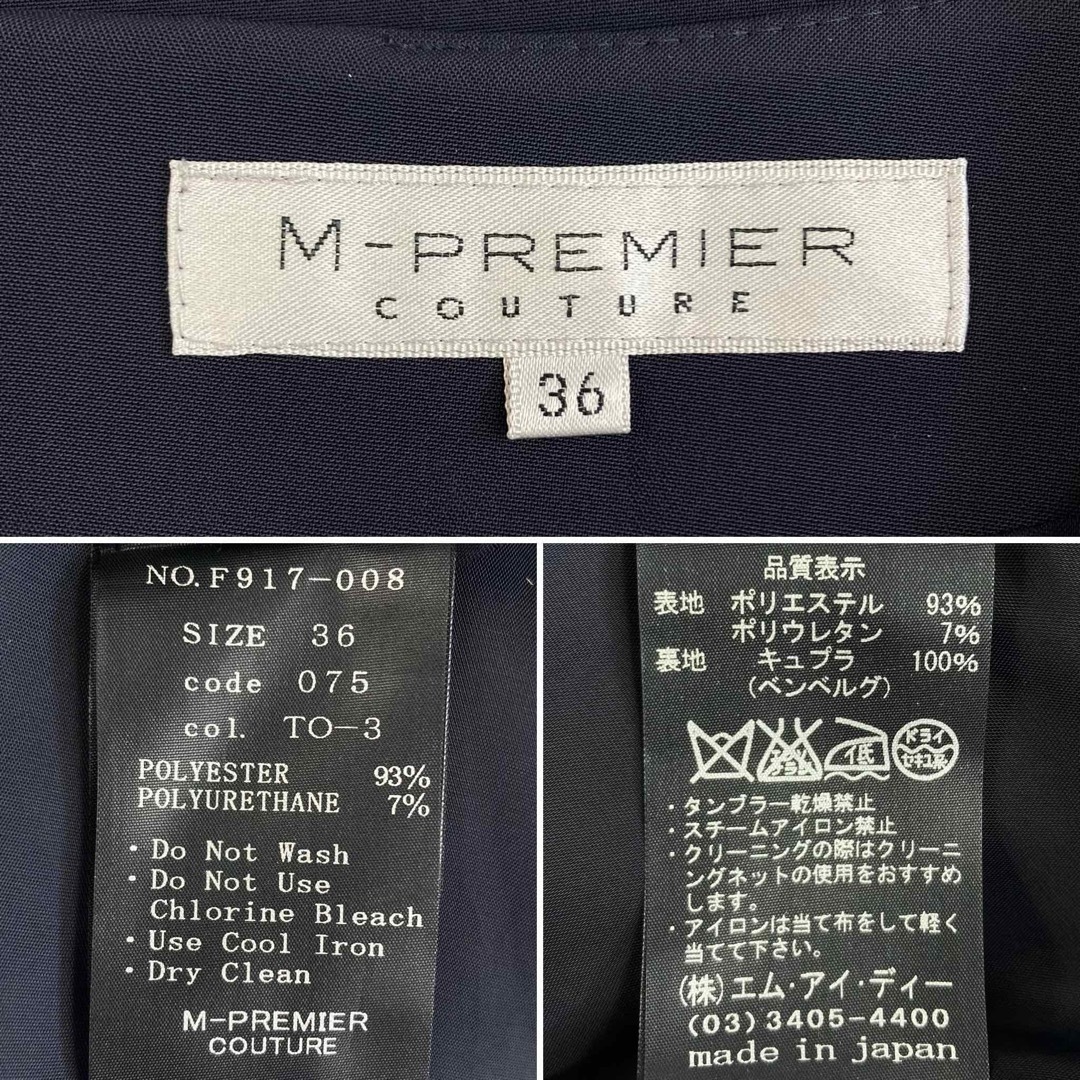 M-PREMIER
COUTURE
36
NO.F917-008
SIZE 36
code 075
col. TO-3
POLYESTER 93%
POLYURETHANE 7%
・Do Not Wash
・Do Not Use
Chlorine Bleach
・Use Cool Iron
・Dry Clean
M-PREMIER
COUTURE
品質表示
表地 ポリエステル 93%
ポリウレタン 7%
裏地 キュプラ 100%
(ベンベルグ)
エンソ サラシ 低 ドライ セキユ系
・タンブラー乾燥禁止
・スチームアイロン禁止
・クリーニングの際はクリーニ
ングネットの使用をおすすめ
します。
・アイロンは当て布をして軽く
当てて下さい。
(株)エム・アイ・ディー
(03)3405-4400
made in japan